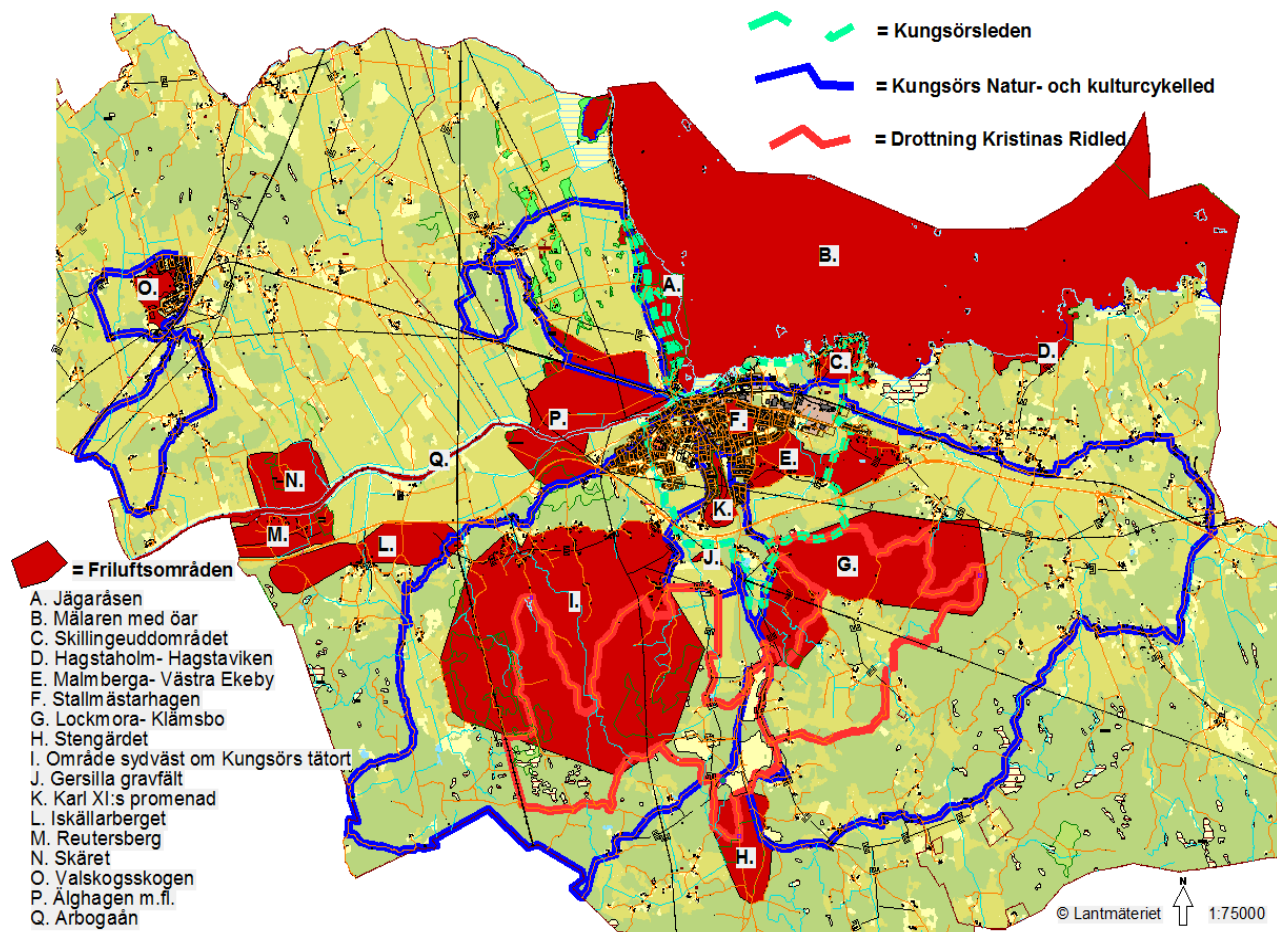 = Kungsörsleden
= Kungsörs Natur- och kulturcykelled
= Drottning Kristinas Ridled
B.
A.
O.
C.
D.
P.
F.
Q.
E.
N.
K.
M.
L.
J.
G.
I.
H.
= Friluftsområden
A. Jägaråsen
B. Mälaren med öar
C. Skillingeuddområdet
D. Hagstaholm- Hagstaviken
E. Malmberga- Västra Ekeby
F. Stallmästarhagen
G. Lockmora- Klämsbo
H. Stengärdet
I. Område sydväst om Kungsörs tätort
J. Gersilla gravfält
K. Karl XI:s promenad
L. Iskällarberget
M. Reutersberg
N. Skäret
O. Valskogsskogen
P. Älghagen m.fl.
Q. Arbogaån
N
© Lantmäteriet 1:75000